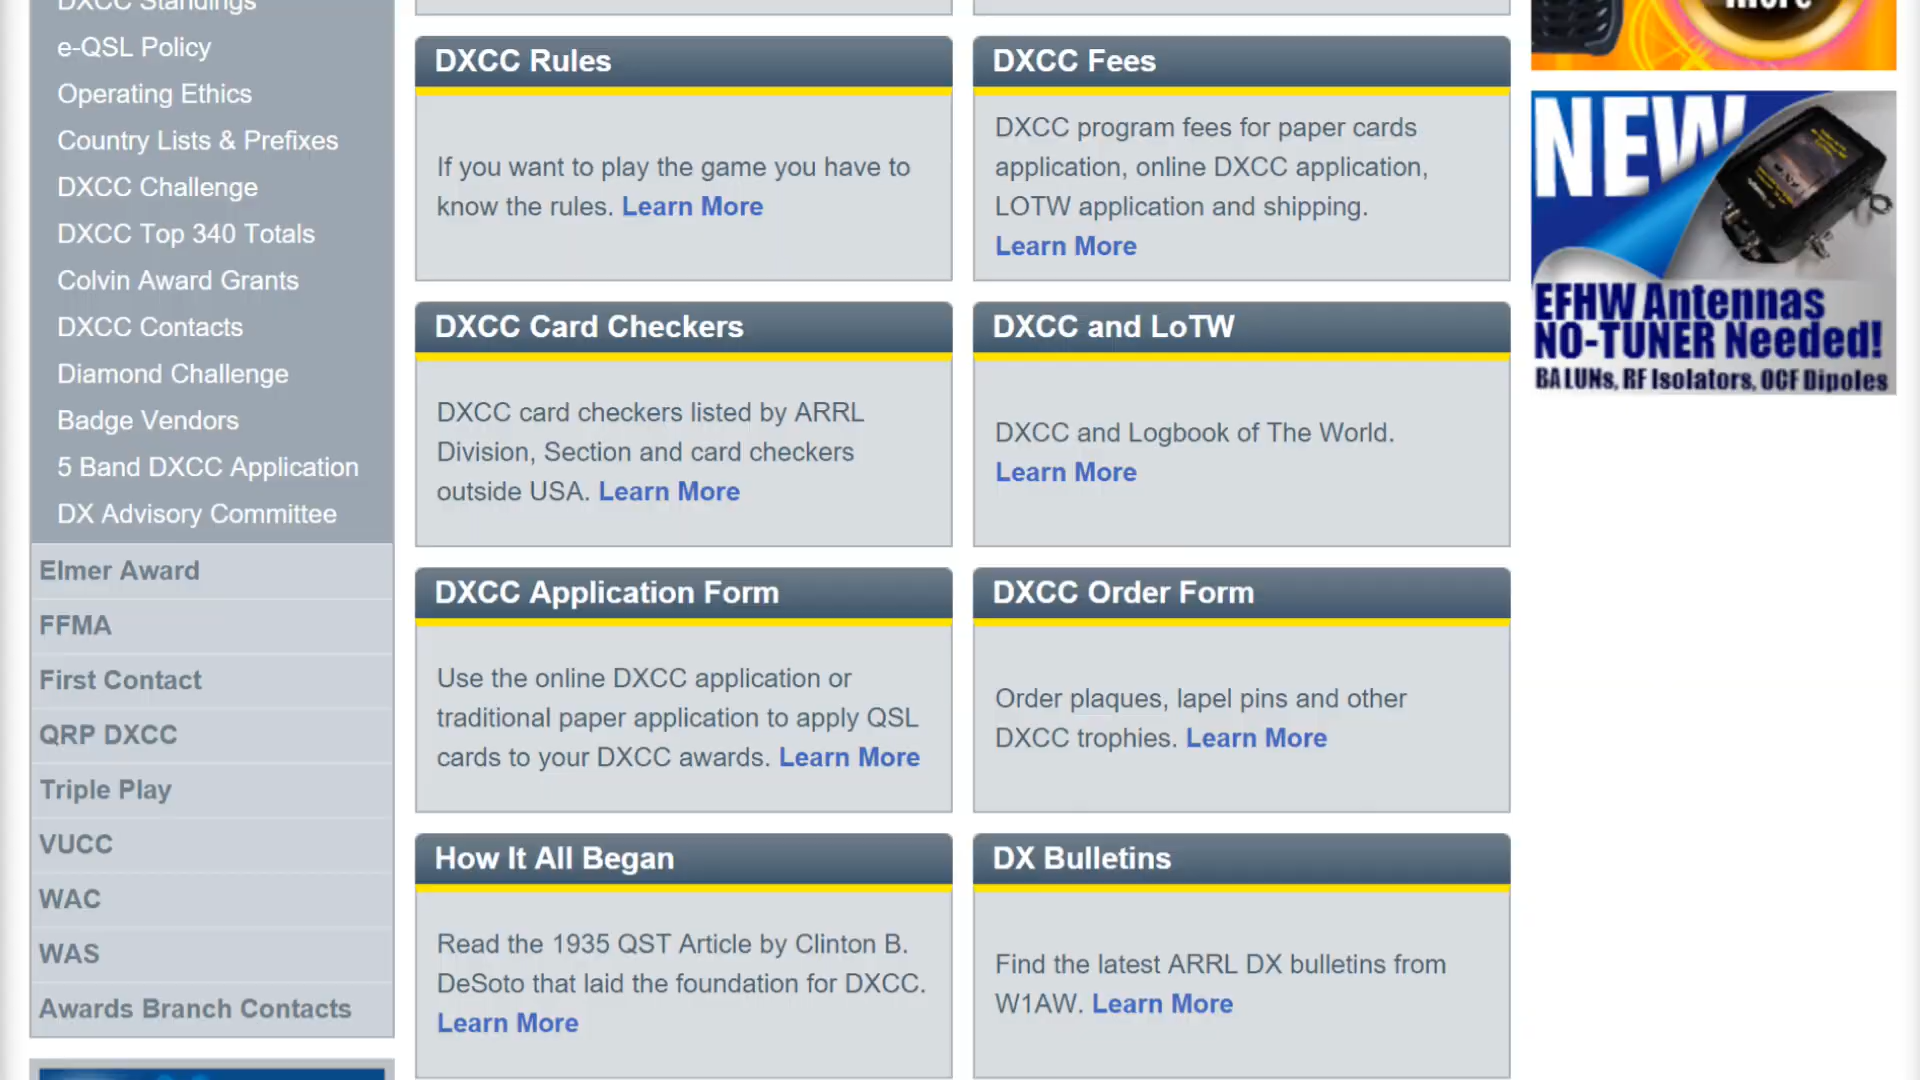 DXCC Standings
e-QSL Policy
Operating Ethics
Country Lists & Prefixes
DXCC Challenge
DXCC Top 340 Totals
Colvin Award Grants
DXCC Contacts
Diamond Challenge
Badge Vendors
5 Band DXCC Application
DX Advisory Committee
Elmer Award
FFMA
First Contact
QRP DXCC
Triple Play
VUCC
WAC
WAS
Awards Branch Contacts
DXCC Rules
If you want to play the game you have to
know the rules. Learn More
DXCC Fees
DXCC program fees for paper cards
application, online DXCC application,
LOTW application and shipping.
Learn More
DXCC Card Checkers
DXCC card checkers listed by ARRL
Division, Section and card checkers
outside USA. Learn More
DXCC and LoTW
DXCC and Logbook of The World.
Learn More
DXCC Application Form
Use the online DXCC application or
traditional paper application to apply QSL
cards to your DXCC awards. Learn More
DXCC Order Form
Order plaques, lapel pins and other
DXCC trophies. Learn More
How It All Began
Read the 1935 QST Article by Clinton B.
DeSoto that laid the foundation for DXCC.
Learn More
DX Bulletins
Find the latest ARRL DX bulletins from
W1AW. Learn More
More
NEW
EFHW Antennas
NO-TUNER Needed!
BALUNs, RF Isolators, OCF Dipoles